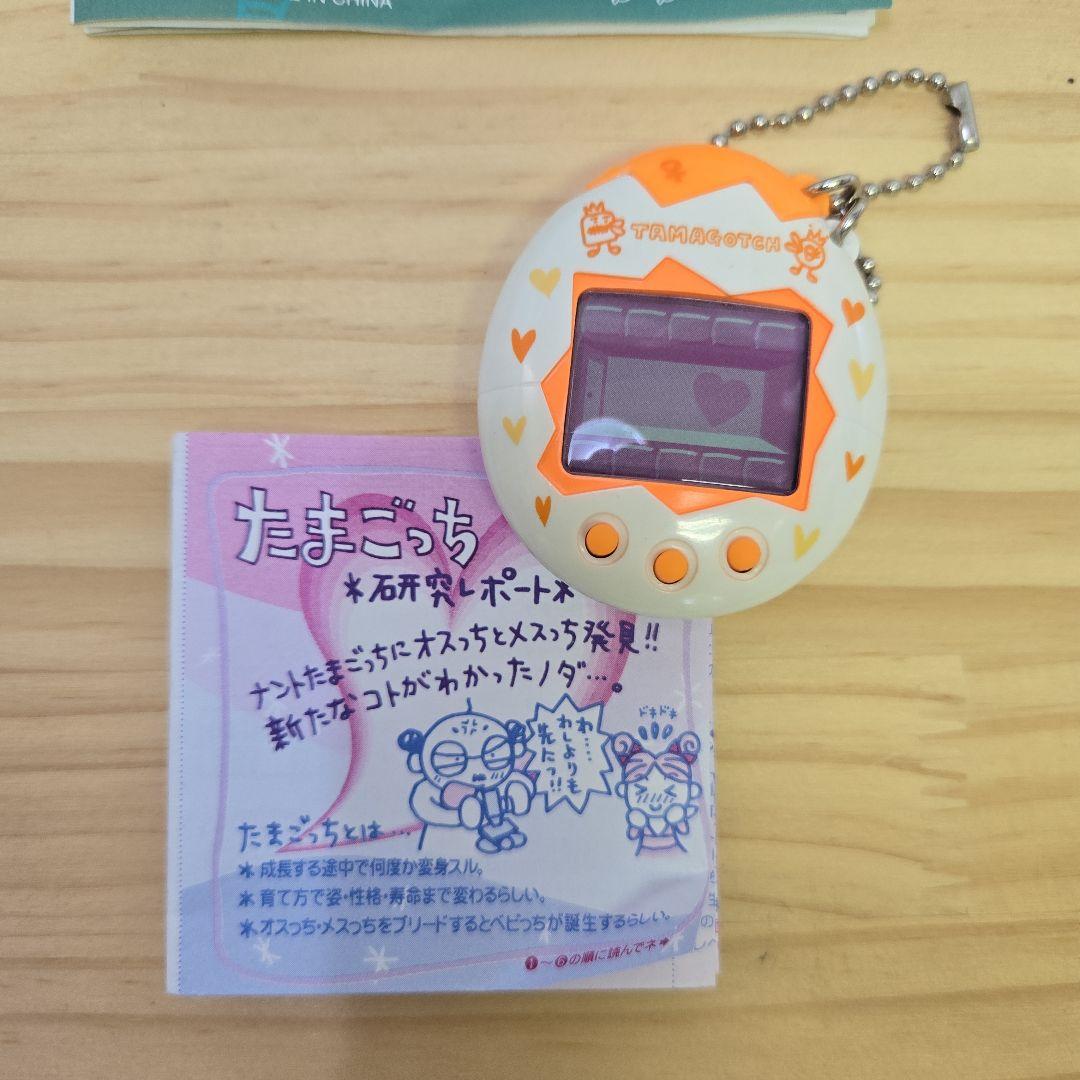 IN CHINA
TAMAGOTCH
たまごっち
*研究レポート*
ナントたまごっちにオスっちとメスっち発見!!
新たなコトがわかったノダ…。
わ……
わしよりも
先にっ!!
ドキドキ
たまごっちとは…
* 成長する途中で何度か変身スル。
* 育て方で姿・性格・寿命まで変わるらしい。
* オスっち・メスっちをブリードするとベビっちが誕生するらしい。
❶〜❻の順に読んでネ*